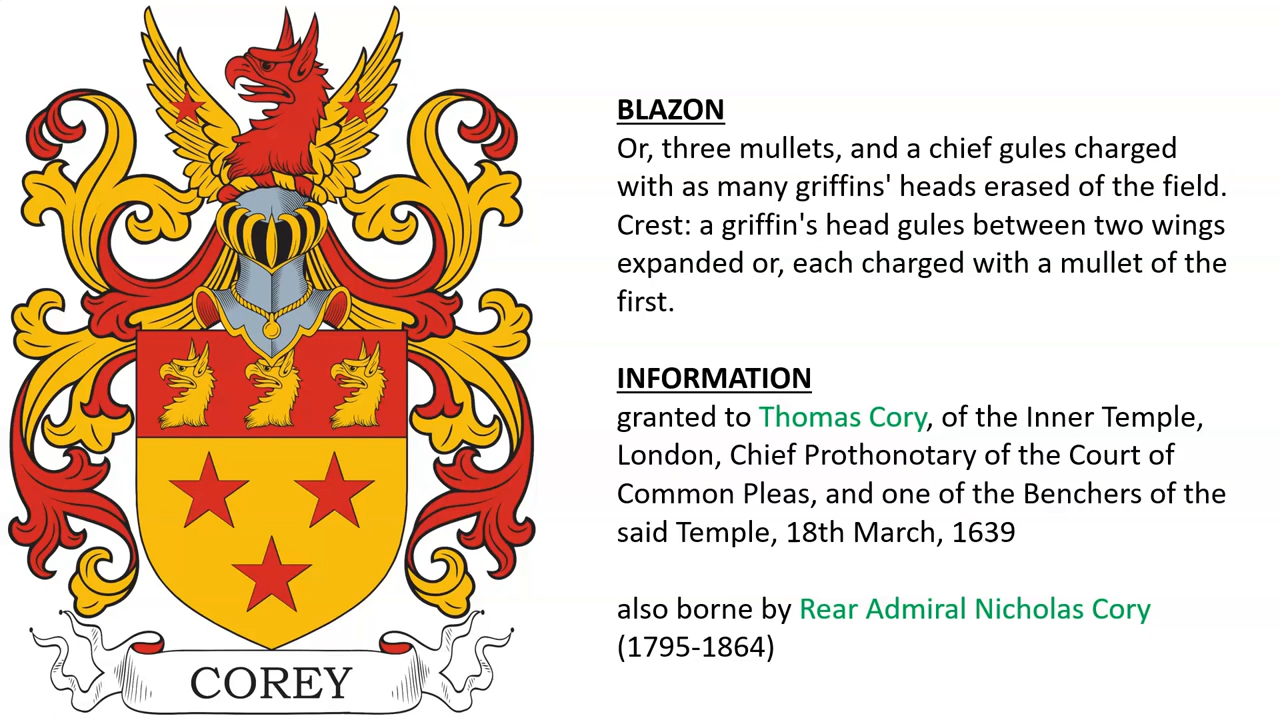 COREY
BLAZON
Or, three mullets, and a chief gules charged
with as many griffins' heads erased of the field.
Crest: a griffin's head gules between two wings
expanded or, each charged with a mullet of the
first.
INFORMATION
granted to Thomas Cory, of the Inner Temple,
London, Chief Prothonotary of the Court of
Common Pleas, and one of the Benchers of the
said Temple, 18th March, 1639
also borne by Rear Admiral Nicholas Cory
(1795-1864)